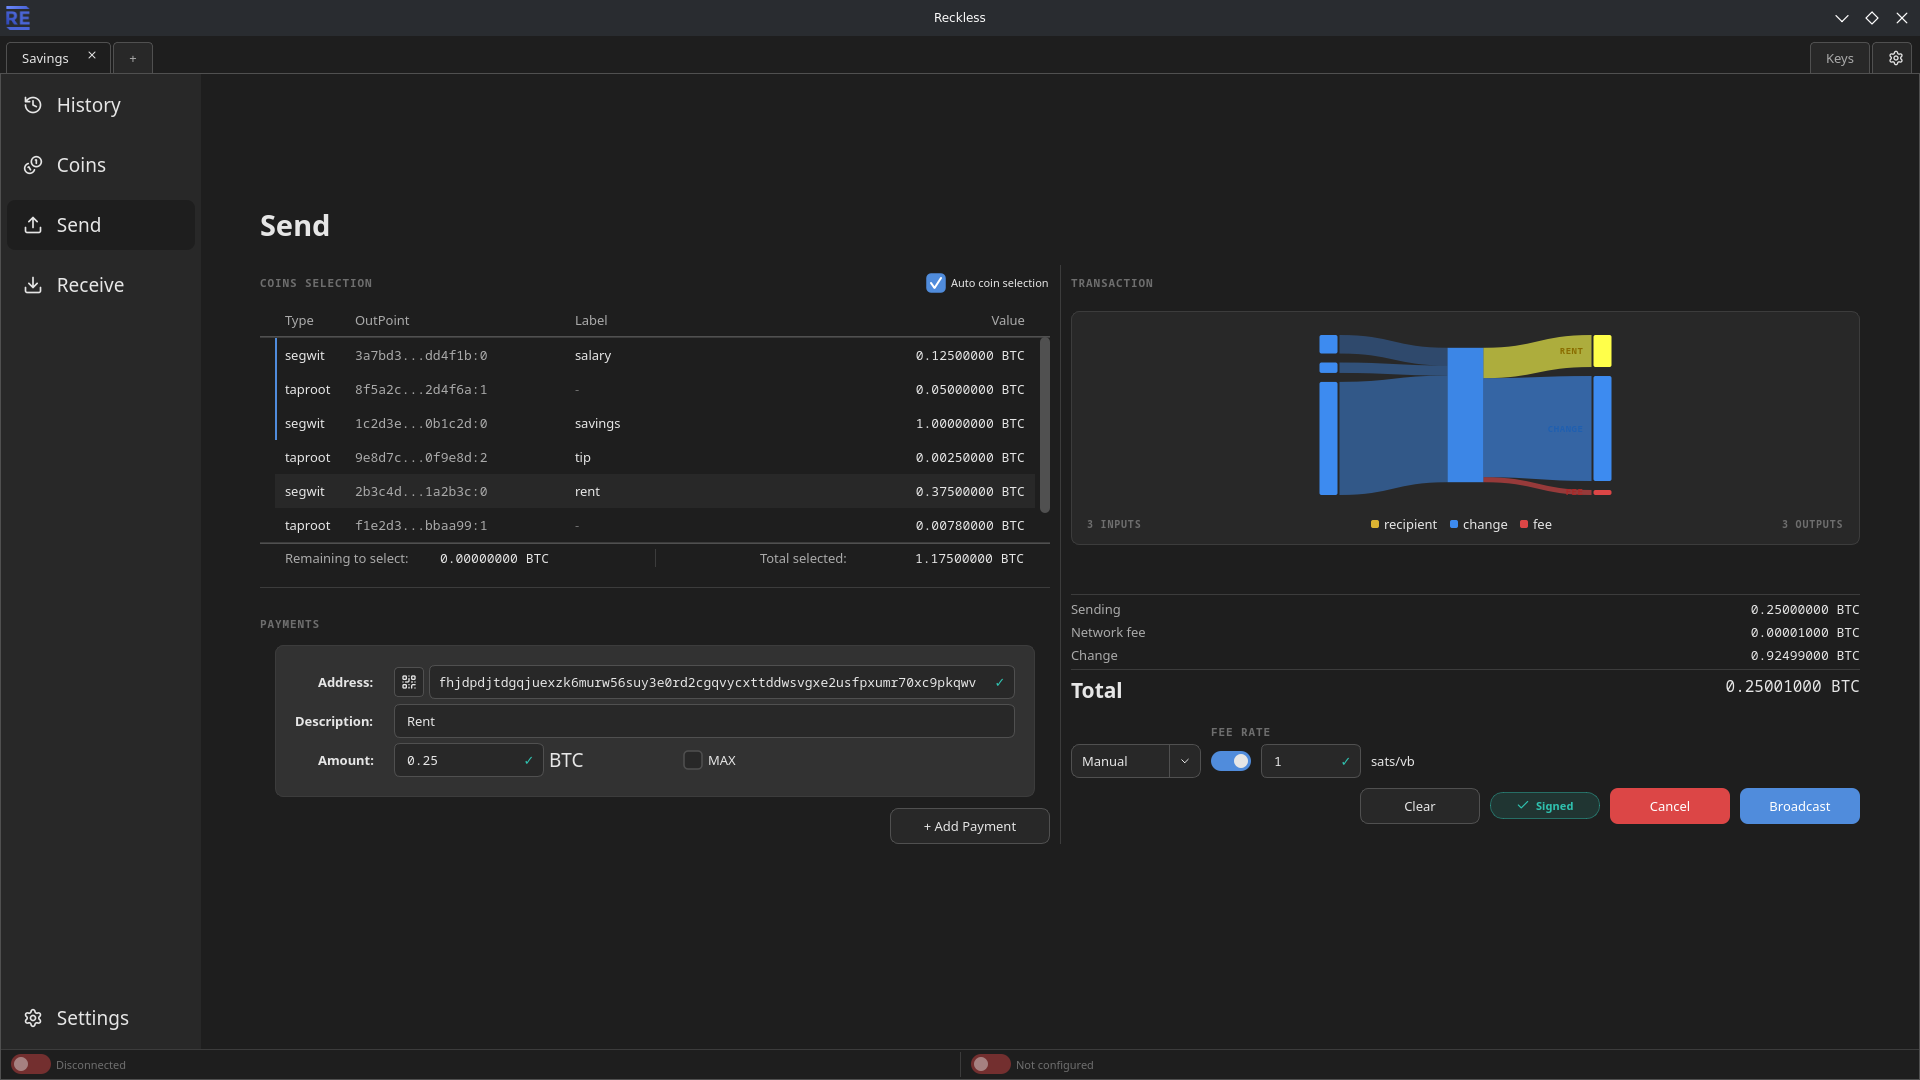 RE
Reckless
Savings
+
Keys
History
Coins
Send
Receive
Settings
Send
COINS SELECTION
Auto coin selection
Type OutPoint Label Value
segwit 3a7bd3...dd4f1b:0 salary 0.12500000 BTC
taproot 8f5a2c...2d4f6a:1 - 0.05000000 BTC
segwit 1c2d3e...0b1c2d:0 savings 1.00000000 BTC
taproot 9e8d7c...0f9e8d:2 tip 0.00250000 BTC
segwit 2b3c4d...1a2b3c:0 rent 0.37500000 BTC
taproot f1e2d3...bbaa99:1 - 0.00780000 BTC
Remaining to select: 0.00000000 BTC Total selected: 1.17500000 BTC
PAYMENTS
Address: fhjdpdjtdgqjuexzk6murw56suy3e0rd2cgqvycxttddwsvgxe2usfpxumr70xc9pkqwv
Description: Rent
Amount: 0.25 BTC MAX
+ Add Payment
TRANSACTION
RENT
CHANGE
3 INPUTS recipient change fee 3 OUTPUTS
Sending 0.25000000 BTC
Network fee 0.00001000 BTC
Change 0.92499000 BTC
Total 0.25001000 BTC
FEE RATE
Manual 1 sats/vb
Clear Signed Cancel Broadcast
Disconnected Not configured